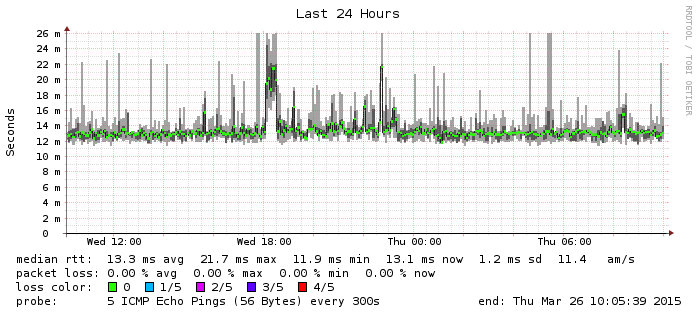 Last 24 Hours
RRDTOOL / TOBI OETIKER
Seconds
26 m
24 m
22 m
20 m
18 m
16 m
14 m
12 m
10 m
8 m
6 m
4 m
2 m
0
Wed 12:00 Wed 18:00 Thu 00:00 Thu 06:00
median rtt: 13.3 ms avg 21.7 ms max 11.9 ms min 13.1 ms now 1.2 ms sd 11.4 am/s
packet loss: 0.00 % avg 0.00 % max 0.00 % min 0.00 % now
loss color: 0 1/5 2/5 3/5 4/5
probe: 5 ICMP Echo Pings (56 Bytes) every 300s end: Thu Mar 26 10:05:39 2015